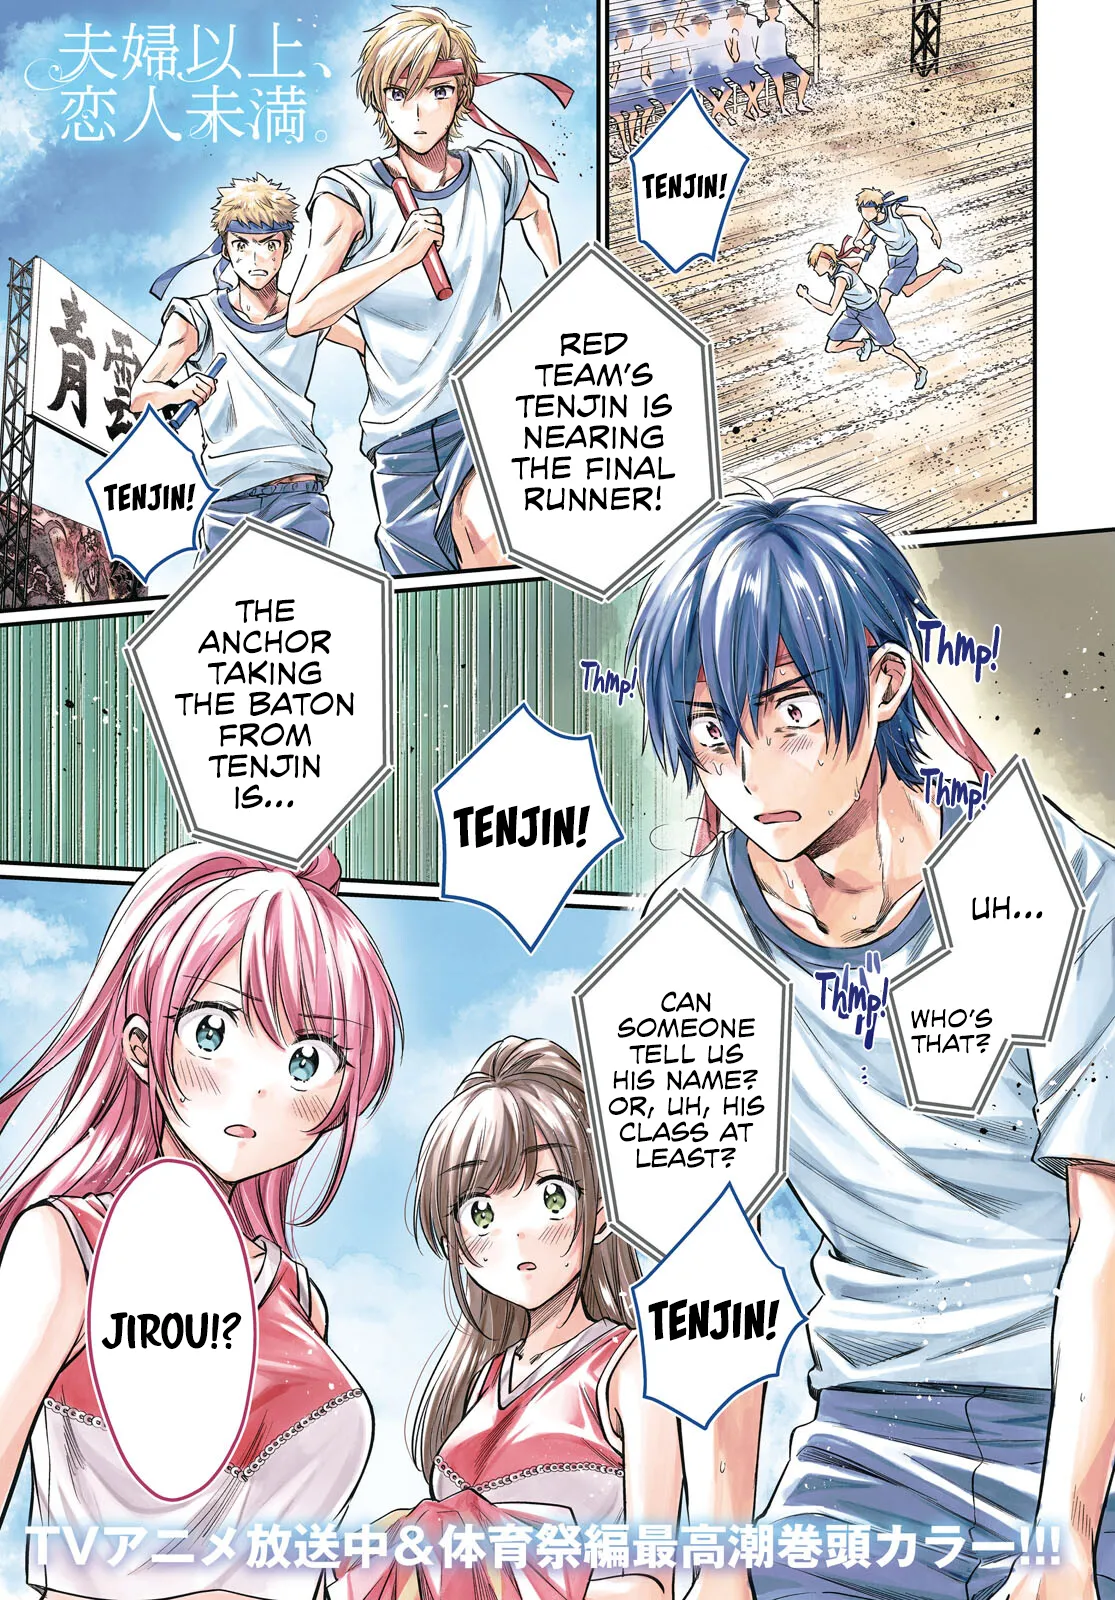 夫婦以上、
恋人未満。
TENJIN!
青雲
TENJIN!
RED
TEAM'S
TENJIN IS
NEARING
THE FINAL
RUNNER!
THE
ANCHOR
TAKING
THE BATON
FROM
TENJIN
IS...
Thmp!
Thmp!
TENJIN!
Thmp!
UH...
WHO'S
THAT?
Thmp!
CAN
SOMEONE
TELL US
HIS NAME?
OR, UH, HIS
CLASS AT
LEAST?
TENJIN!
JIROU!?
TVアニメ放送中&体育祭編最高潮巻頭カラー!!!